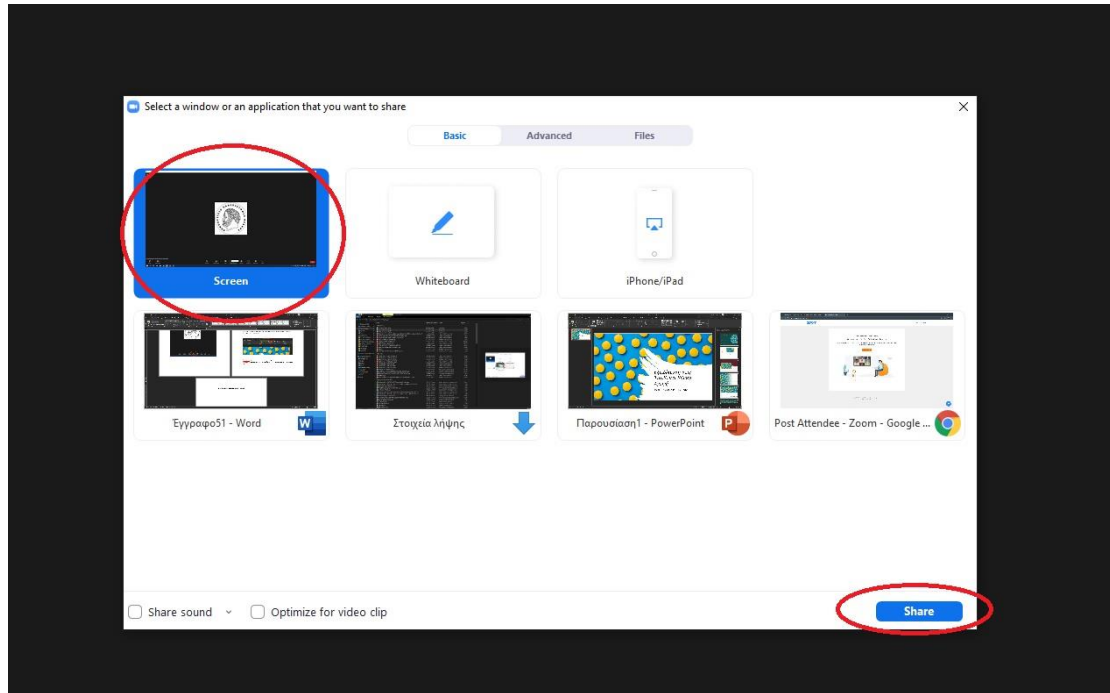 Select a window or an application that you want to share
Basic Advanced Files
Screen Whiteboard iPhone/iPad
Έγγραφο51 - Word Στοιχεία λήψης Παρουσίαση1 - PowerPoint Post Attendee - Zoom - Google ...
Share sound Optimize for video clip Share